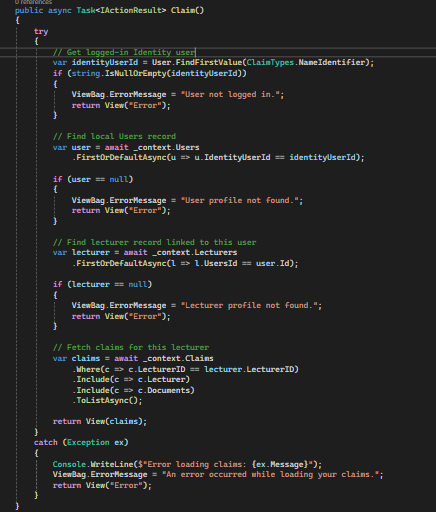 0 references
public async Task<IActionResult> Claim()
{
try
{
// Get logged-in Identity user
var identityUserId = User.FindFirstValue(ClaimTypes.NameIdentifier);
if (string.IsNullOrEmpty(identityUserId))
{
ViewBag.ErrorMessage = "User not logged in.";
return View("Error");
}
// Find local Users record
var user = await _context.Users
.FirstOrDefaultAsync(u => u.IdentityUserId == identityUserId);
if (user == null)
{
ViewBag.ErrorMessage = "User profile not found.";
return View("Error");
}
// Find lecturer record linked to this user
var lecturer = await _context.Lecturers
.FirstOrDefaultAsync(l => l.UsersId == user.Id);
if (lecturer == null)
{
ViewBag.ErrorMessage = "Lecturer profile not found.";
return View("Error");
}
// Fetch claims for this lecturer
var claims = await _context.Claims
.Where(c => c.LecturerID == lecturer.LecturerID)
.Include(c => c.Lecturer)
.Include(c => c.Documents)
.ToListAsync();
return View(claims);
}
catch (Exception ex)
{
Console.WriteLine($"Error loading claims: {ex.Message}");
ViewBag.ErrorMessage = "An error occurred while loading your claims.";
return View("Error");
}
}